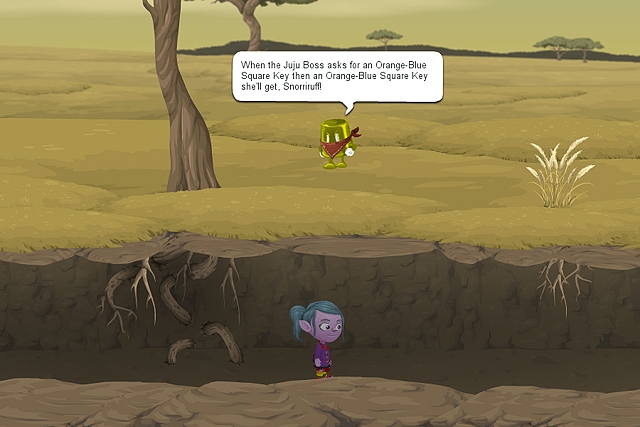 When the Juju Boss asks for an Orange-Blue
Square Key then an Orange-Blue Square Key
she'll get, Snorriruff!